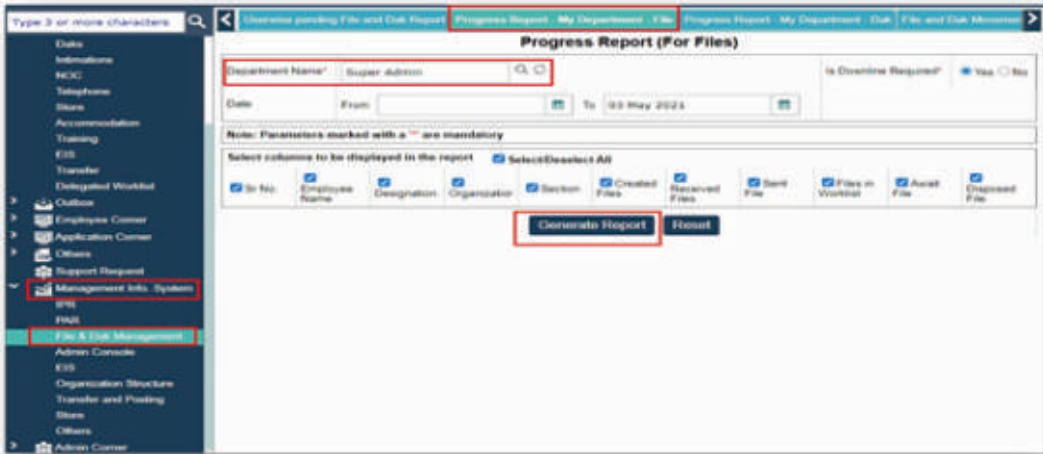 Type 3 or more characters
Daks
Intimations
NOC
Telephone
Store
Accommodation
Training
EIS
Transfer
Delegated Worklist
Outbox
Employee Corner
Application Corner
Others
Support Request
Management Info. System
IPR
PAR
File & Dak Management
Admin Console
EIS
Organization Structure
Transfer and Posting
Store
Others
Admin Corner
Userwise pending File and Dak Report
Progress Report - My Department - File
Progress Report - My Department - Dak
File and Dak Movemen
Progress Report (For Files)
Department Name* Super Admin Is Downline Required* Yes No
Date From To 03 May 2021
Note: Parameters marked with a "*" are mandatory
Select columns to be displayed in the report Select/Deselect All
Sr No.
Employee Name
Designation
Organization
Section
Created Files
Received Files
Sent File
Files in Worklist
Await File
Disposed File
Generate Report Reset